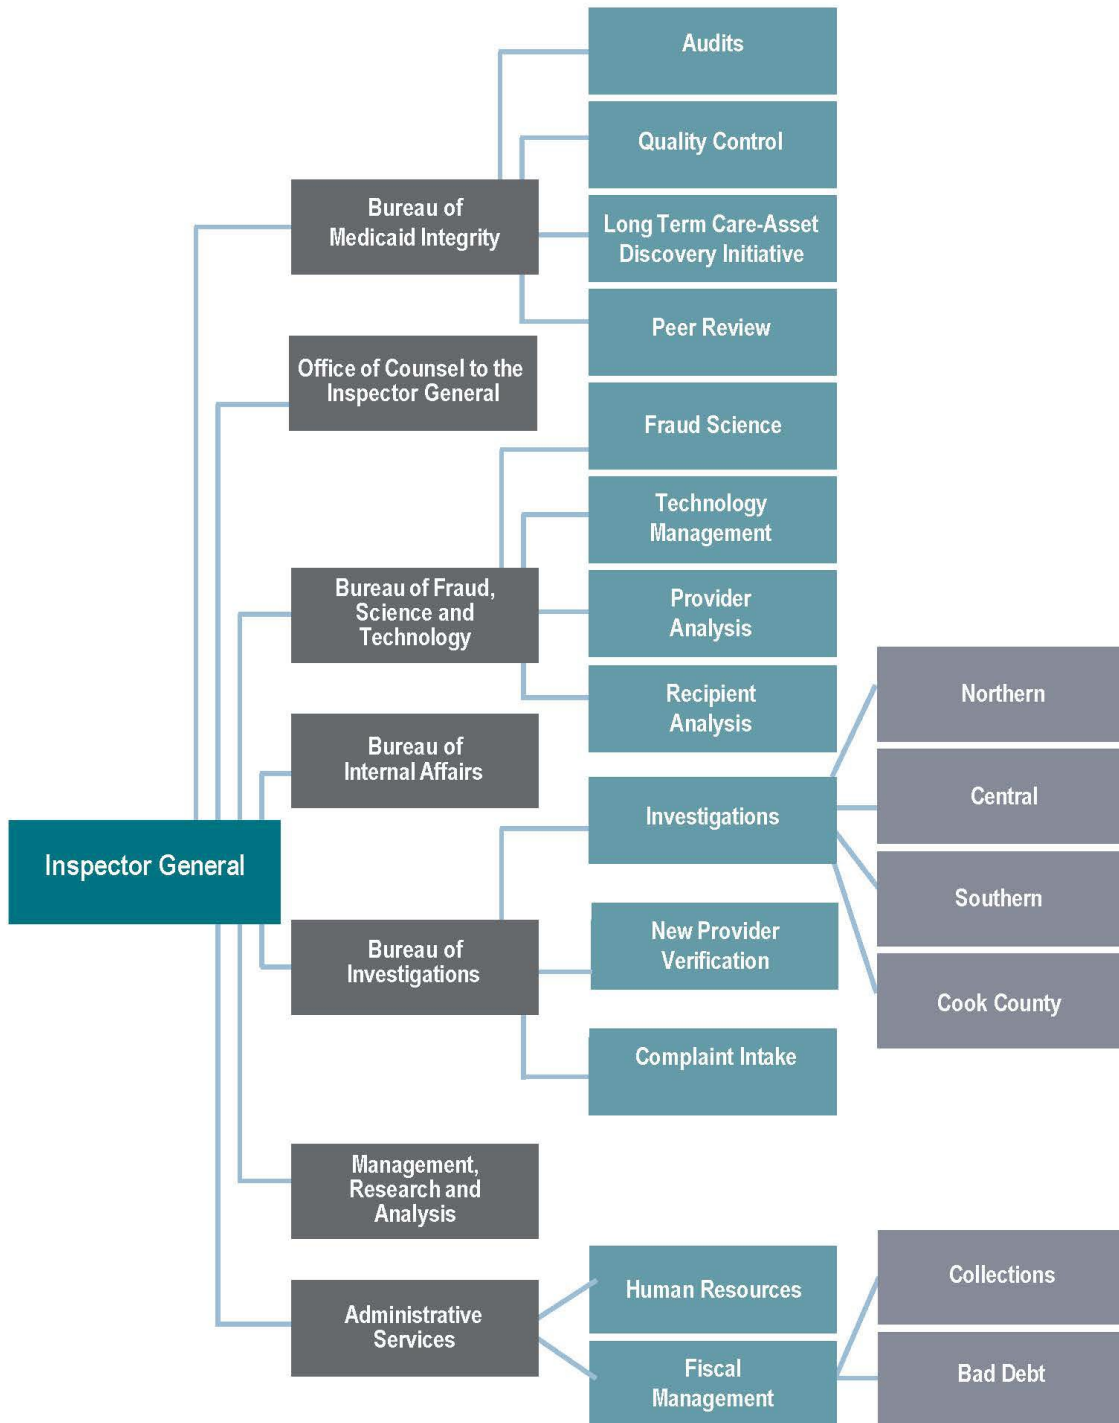 Audits
Quality Control
Bureau of
Medicaid Integrity
Long Term Care-Asset
Discovery Initiative
Peer Review
Office of Counsel to the
Inspector General
Fraud Science
Technology
Management
Bureau of Fraud,
Science and
Technology
Provider
Analysis
Recipient
Analysis
Northern
Bureau of
Internal Affairs
Central
Investigations
Inspector General
Southern
Bureau of
Investigations
New Provider
Verification
Cook County
Complaint Intake
Management,
Research and
Analysis
Human Resources
Collections
Administrative
Services
Fiscal
Management
Bad Debt